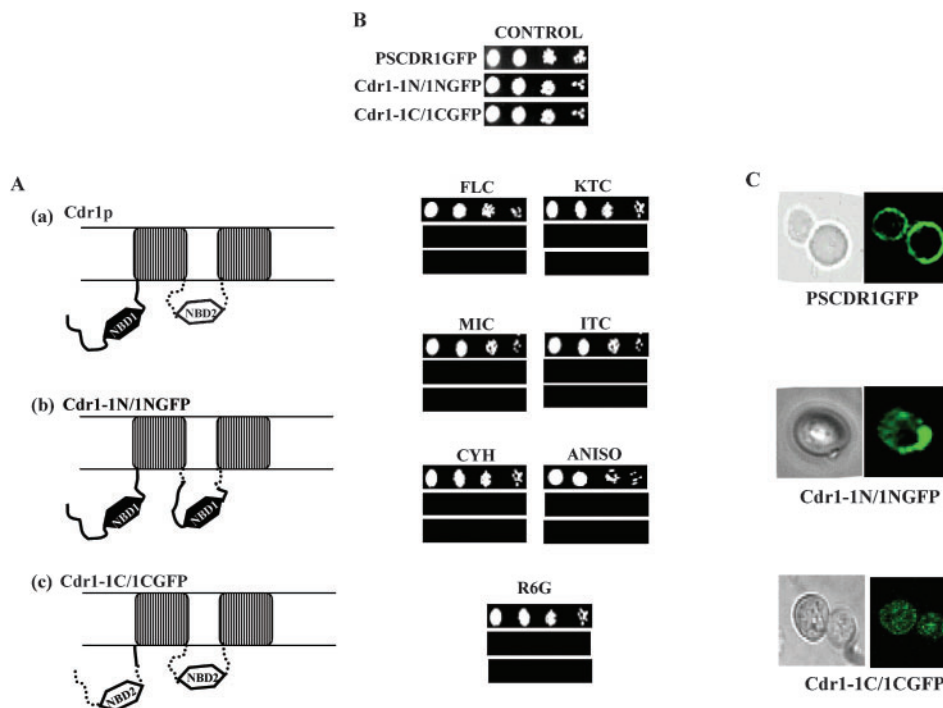 B
CONTROL
PSCDR1GFP
Cdr1-1N/1NGFP
Cdr1-1C/1CGFP
A
(a) Cdr1p
NBD1
NBD2
(b) Cdr1-1N/1NGFP
NBD1
NBD1
(c) Cdr1-1C/1CGFP
NBD2
NBD2
FLC KTC
MIC ITC
CYH ANISO
R6G
C
PSCDR1GFP
Cdr1-1N/1NGFP
Cdr1-1C/1CGFP